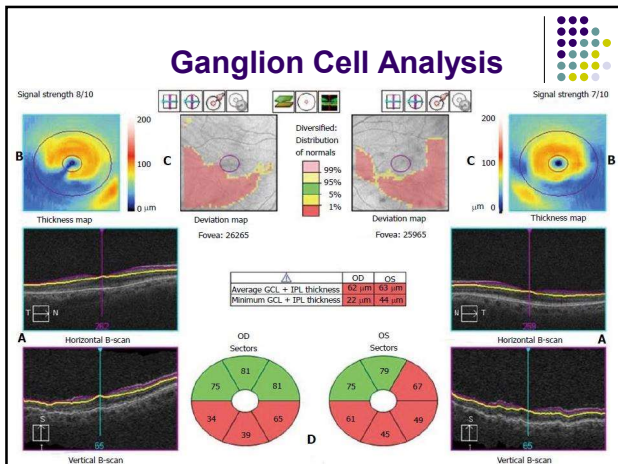 Ganglion Cell Analysis
Signal strength 8/10
Signal strength 7/10
B
200
100
0 μm
Thickness map
C
Deviation map
Fovea: 26265
Diversified:
Distribution
of
normals
99%
95%
5%
1%
C
Deviation map
Fovea: 25965
200
100
0 μm
B
Thickness map
T
N
262
A
Horizontal B-scan
OD
OS
Average GCL + IPL thickness
62 μm
63 μm
Minimum GCL + IPL thickness
22 μm
44 μm
N
T
259
Horizontal B-scan
A
S
I
65
Vertical B-scan
OD
Sectors
81
75
81
34
65
39
D
OS
Sectors
79
75
67
61
49
45
S
I
65
Vertical B-scan